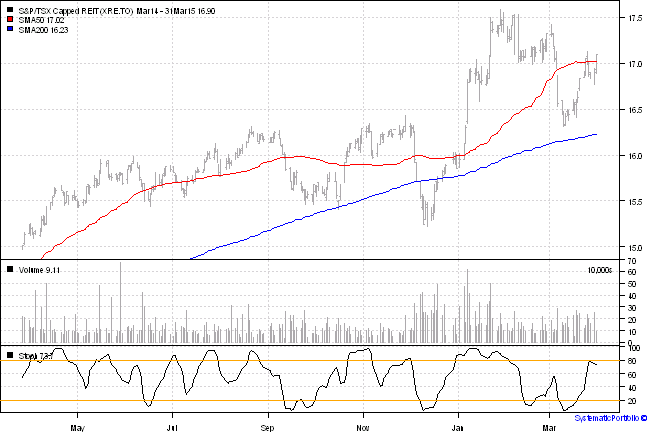 S&P/TSX Capped REIT(XRE.TO) Mar14 - 31Mar15 16.90
SMA50 17.02
SMA200 16.23
17.5
17.0
16.5
16.0
15.5
15.0
Volume 9.11
10,000s
70
60
50
40
30
20
10
0
100
80
60
40
20
May
Jul
Sep
Nov
Jan
Mar
SystematicPortfolio ©